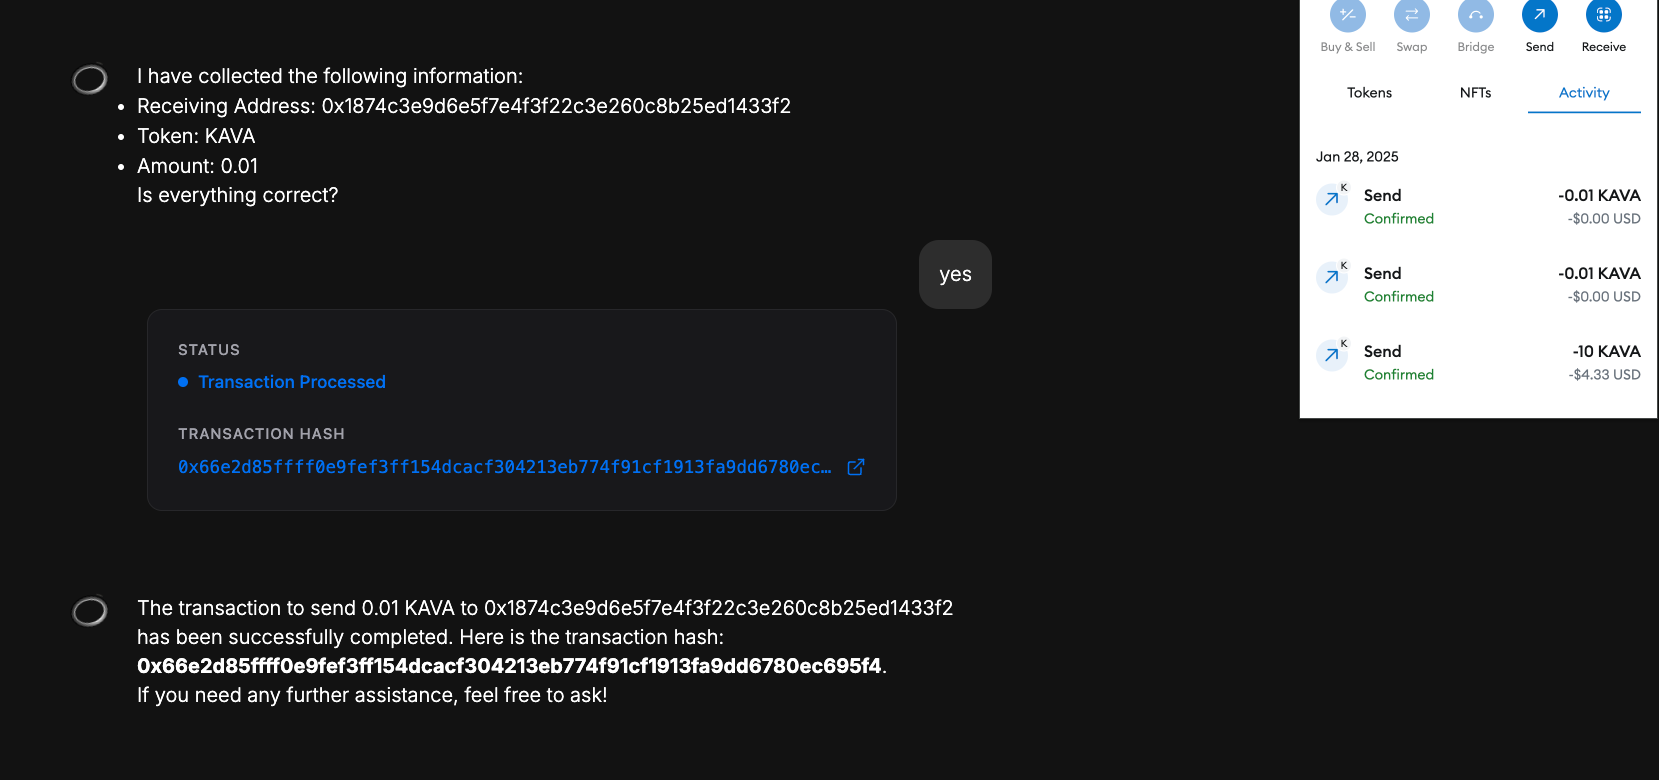 I have collected the following information:
• Receiving Address: 0x1874c3e9d6e5f7e4f3f22c3e260c8b25ed1433f2
• Token: KAVA
• Amount: 0.01
Is everything correct?
yes
STATUS
Transaction Processed
TRANSACTION HASH
0x66e2d85ffff0e9fef3ff154dcacf304213eb774f91cf1913fa9dd6780ec…
The transaction to send 0.01 KAVA to 0x1874c3e9d6e5f7e4f3f22c3e260c8b25ed1433f2
has been successfully completed. Here is the transaction hash:
0x66e2d85ffff0e9fef3ff154dcacf304213eb774f91cf1913fa9dd6780ec695f4.
If you need any further assistance, feel free to ask!
Buy & Sell Swap Bridge Send Receive
Tokens NFTs Activity
Jan 28, 2025
K
Send -0.01 KAVA
Confirmed -$0.00 USD
K
Send -0.01 KAVA
Confirmed -$0.00 USD
K
Send -10 KAVA
Confirmed -$4.33 USD